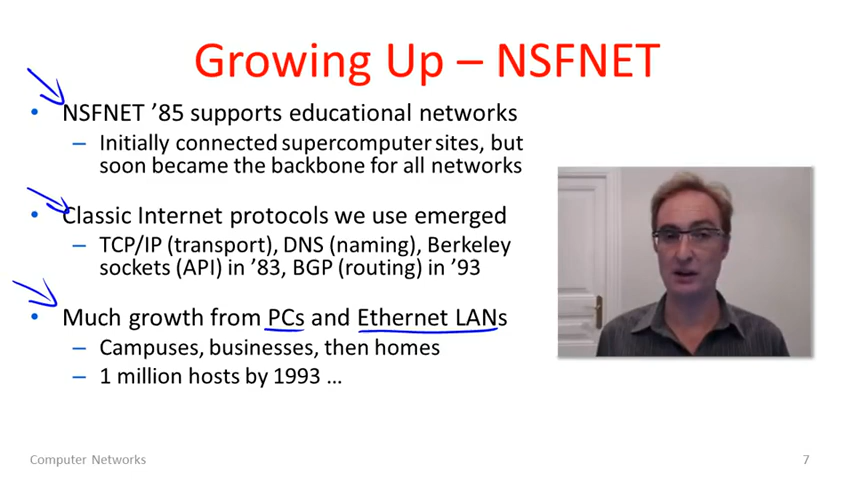 Growing Up – NSFNET
• NSFNET ’85 supports educational networks
– Initially connected supercomputer sites, but
soon became the backbone for all networks
• Classic Internet protocols we use emerged
– TCP/IP (transport), DNS (naming), Berkeley
sockets (API) in ’83, BGP (routing) in ’93
• Much growth from PCs and Ethernet LANs
– Campuses, businesses, then homes
– 1 million hosts by 1993 …
Computer Networks
7